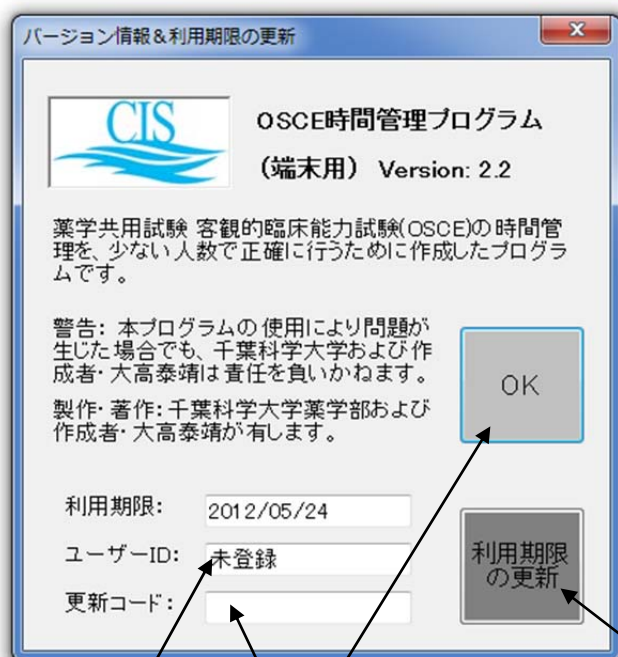 バージョン情報&利用期限の更新
x
CIS
OSCE時間管理プログラム
(端末用) Version: 2.2
薬学共用試験 客観的臨床能力試験(OSCE)の時間管
理を、少ない人数で正確に行うために作成したプログラ
ムです。
警告: 本プログラムの使用により問題が
生じた場合でも、千葉科学大学および作
成者・大高泰靖は責任を負いかねます。
製作・著作:千葉科学大学薬学部および
作成者・大高泰靖が有します。
OK
利用期限: 2012/05/24
ユーザーID: 未登録
更新コード:
利用期限
の更新